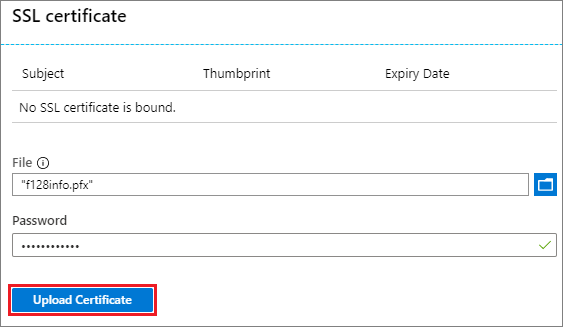 SSL certificate
Subject Thumbprint Expiry Date
No SSL certificate is bound.
File
"f128info.pfx"
Password
••••••••••••
Upload Certificate